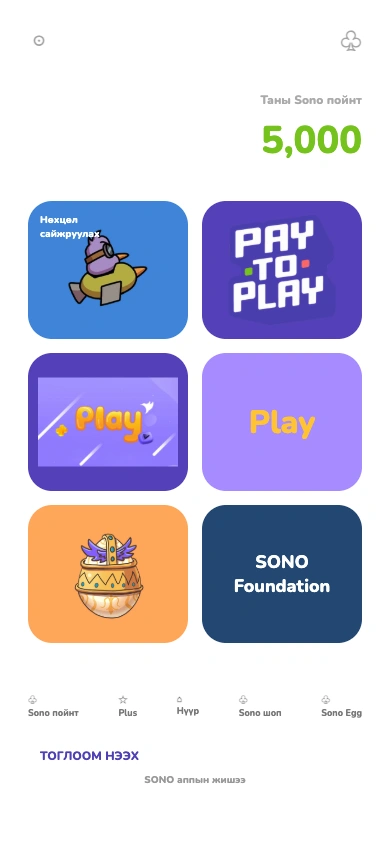 Таны Sono пойнт
5,000
Нөхцөл
сайжруулах
PAY
TO
PLAY
Play
Play
SONO
Foundation
Sono пойнт
Plus
Нүүр
Sono шоп
Sono Egg
ТОГЛООМ НЭЭХ
SONO аппын жишээ